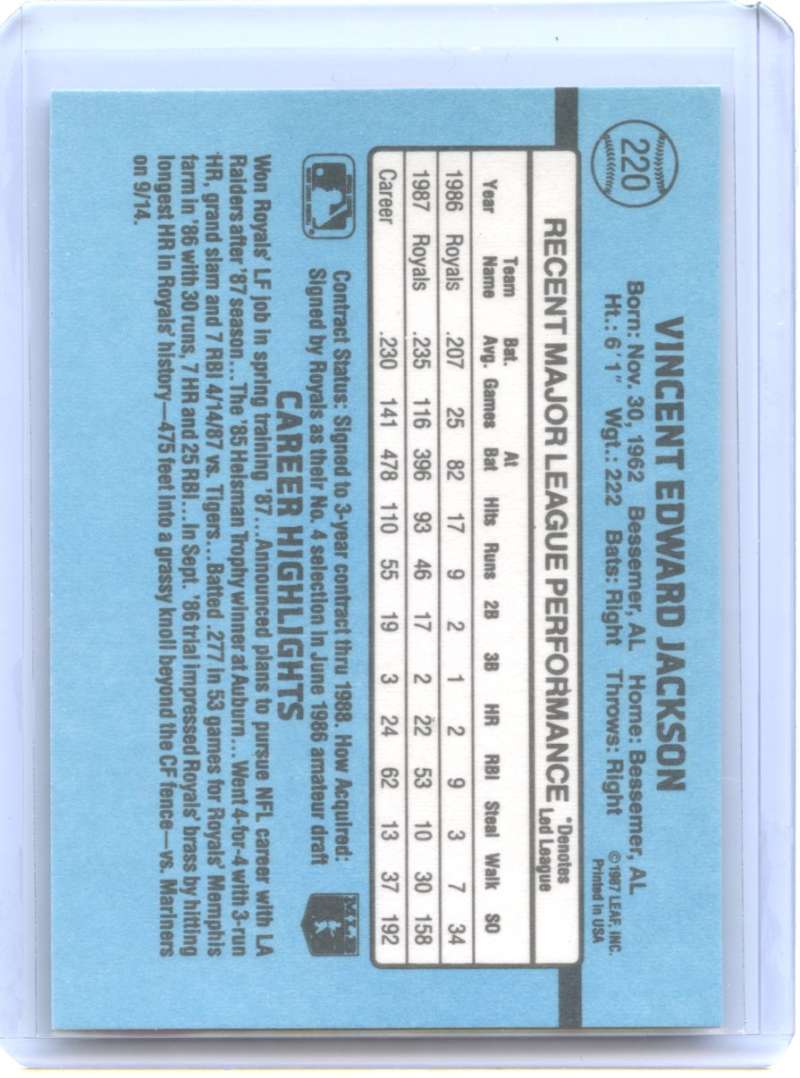 220
VINCENT EDWARD JACKSON
Born: Nov. 30, 1962 Bessemer, AL Home: Bessemer, AL
Ht.: 6'1" Wgt.: 222 Bats: Right Throws: Right
©1987 LEAF, INC.
Printed in USA
RECENT MAJOR LEAGUE PERFORMANCE *Denotes Led League
Year Team Name Bat. Avg. Games At Bat Hits Runs 2B 3B HR RBI Steal Walk SO
1986 Royals .207 25 82 17 9 2 1 2 9 3 7 34
1987 Royals .235 116 396 93 46 17 2 22 53 10 30 158
Career .230 141 478 110 55 19 3 24 62 13 37 192
Contract Status: Signed to 3-year contract thru 1988. How Acquired:
Signed by Royals as their No. 4 selection in June 1986 amateur draft
CAREER HIGHLIGHTS
Won Royals' LF job in spring training '87...Announced plans to pursue NFL career with LA
Raiders after '87 season... The '85 Heisman Trophy winner at Auburn... Went 4-for-4 with 3-run
HR, grand slam and 7 RBI 4/14/87 vs. Tigers... Batted .277 in 53 games for Royals' Memphis
farm in '86 with 30 runs, 7 HR and 25 RBI...In Sept. '86 trial impressed Royals' brass by hitting
longest HR in Royals' history—475 feet into a grassy knoll beyond the CF fence—vs. Mariners
on 9/14.